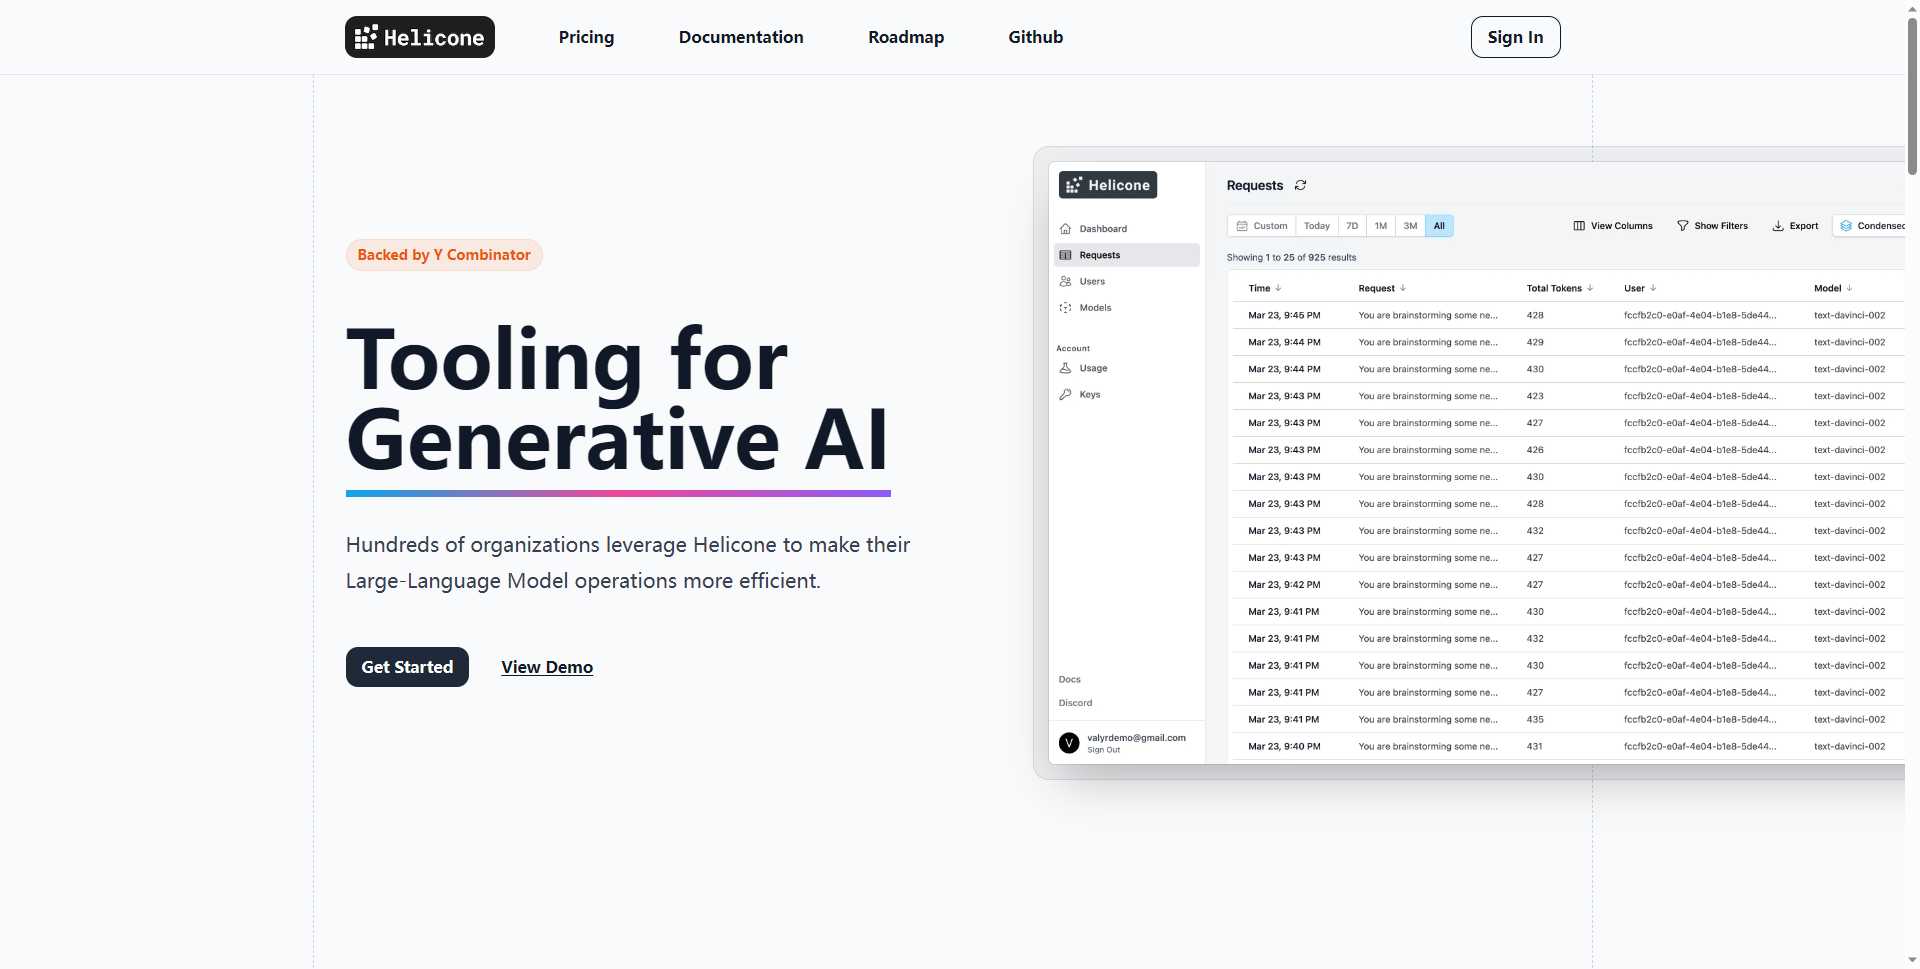 Helicone
Pricing
Documentation
Roadmap
Github
Sign In
Backed by Y Combinator
Tooling for
Generative AI
Hundreds of organizations leverage Helicone to make their
Large-Language Model operations more efficient.
Get Started
View Demo
Helicone
Dashboard
Requests
Users
Models
Account
Usage
Keys
Docs
Discord
V
valyrdemo@gmail.com
Sign Out
Requests
Custom Today 7D 1M 3M All
View Columns Show Filters Export Condensed
Showing 1 to 25 of 925 results
Time Request Total Tokens User Model
Mar 23, 9:45 PM You are brainstorming some ne... 428 fccfb2c0-e0af-4e04-b1e8-5de44... text-davinci-002
Mar 23, 9:44 PM You are brainstorming some ne... 429 fccfb2c0-e0af-4e04-b1e8-5de44... text-davinci-002
Mar 23, 9:44 PM You are brainstorming some ne... 430 fccfb2c0-e0af-4e04-b1e8-5de44... text-davinci-002
Mar 23, 9:43 PM You are brainstorming some ne... 423 fccfb2c0-e0af-4e04-b1e8-5de44... text-davinci-002
Mar 23, 9:43 PM You are brainstorming some ne... 427 fccfb2c0-e0af-4e04-b1e8-5de44... text-davinci-002
Mar 23, 9:43 PM You are brainstorming some ne... 426 fccfb2c0-e0af-4e04-b1e8-5de44... text-davinci-002
Mar 23, 9:43 PM You are brainstorming some ne... 430 fccfb2c0-e0af-4e04-b1e8-5de44... text-davinci-002
Mar 23, 9:43 PM You are brainstorming some ne... 428 fccfb2c0-e0af-4e04-b1e8-5de44... text-davinci-002
Mar 23, 9:43 PM You are brainstorming some ne... 432 fccfb2c0-e0af-4e04-b1e8-5de44... text-davinci-002
Mar 23, 9:43 PM You are brainstorming some ne... 427 fccfb2c0-e0af-4e04-b1e8-5de44... text-davinci-002
Mar 23, 9:42 PM You are brainstorming some ne... 427 fccfb2c0-e0af-4e04-b1e8-5de44... text-davinci-002
Mar 23, 9:41 PM You are brainstorming some ne... 430 fccfb2c0-e0af-4e04-b1e8-5de44... text-davinci-002
Mar 23, 9:41 PM You are brainstorming some ne... 432 fccfb2c0-e0af-4e04-b1e8-5de44... text-davinci-002
Mar 23, 9:41 PM You are brainstorming some ne... 430 fccfb2c0-e0af-4e04-b1e8-5de44... text-davinci-002
Mar 23, 9:41 PM You are brainstorming some ne... 427 fccfb2c0-e0af-4e04-b1e8-5de44... text-davinci-002
Mar 23, 9:41 PM You are brainstorming some ne... 435 fccfb2c0-e0af-4e04-b1e8-5de44... text-davinci-002
Mar 23, 9:40 PM You are brainstorming some ne... 431 fccfb2c0-e0af-4e04-b1e8-5de44... text-davinci-002